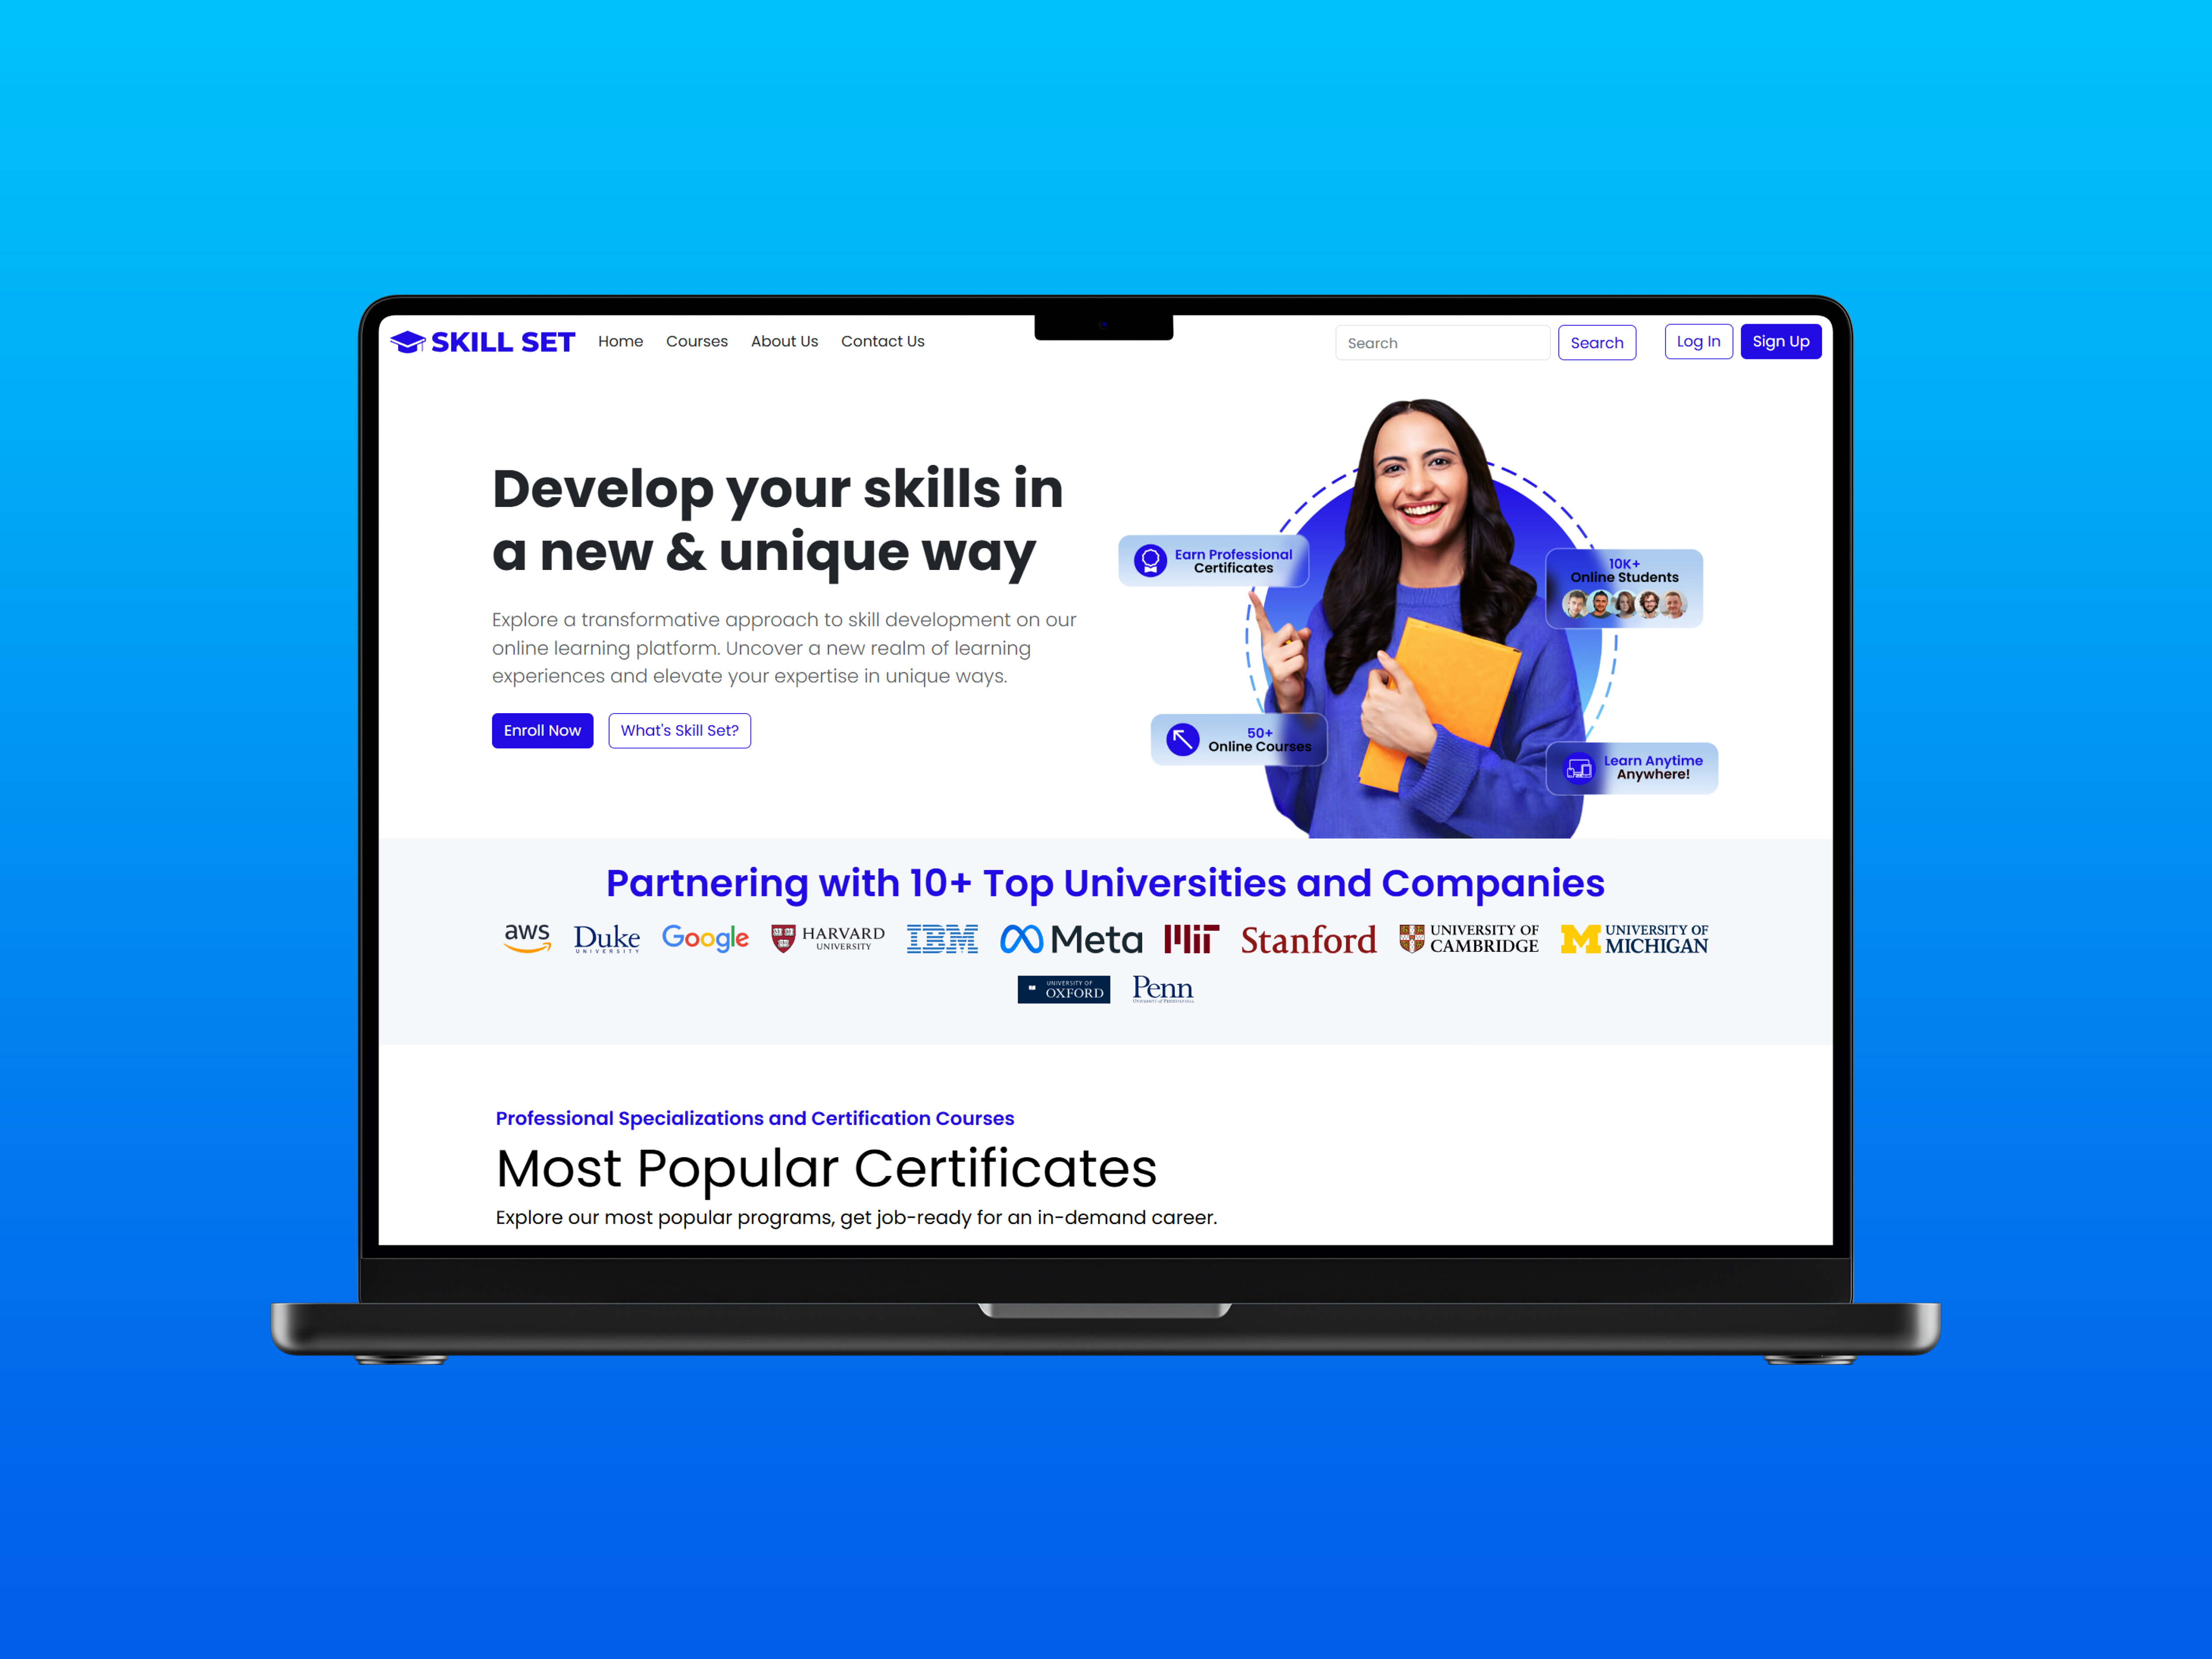 SKILL SET
Home
Courses
About Us
Contact Us
Search
Search
Log In
Sign Up
Develop your skills in
a new & unique way
Explore a transformative approach to skill development on our
online learning platform. Uncover a new realm of learning
experiences and elevate your expertise in unique ways.
Enroll Now
What's Skill Set?
Earn Professional
Certificates
10K+
Online Students
50+
Online Courses
Learn Anytime
Anywhere!
Partnering with 10+ Top Universities and Companies
aws
Duke
UNIVERSITY
Google
HARVARD
UNIVERSITY
IBM
Meta
MIT
Stanford
UNIVERSITY OF
CAMBRIDGE
M
UNIVERSITY OF
MICHIGAN
UNIVERSITY OF
OXFORD
Penn
UNIVERSITY of PENNSYLVANIA
Professional Specializations and Certification Courses
Most Popular Certificates
Explore our most popular programs, get job-ready for an in-demand career.